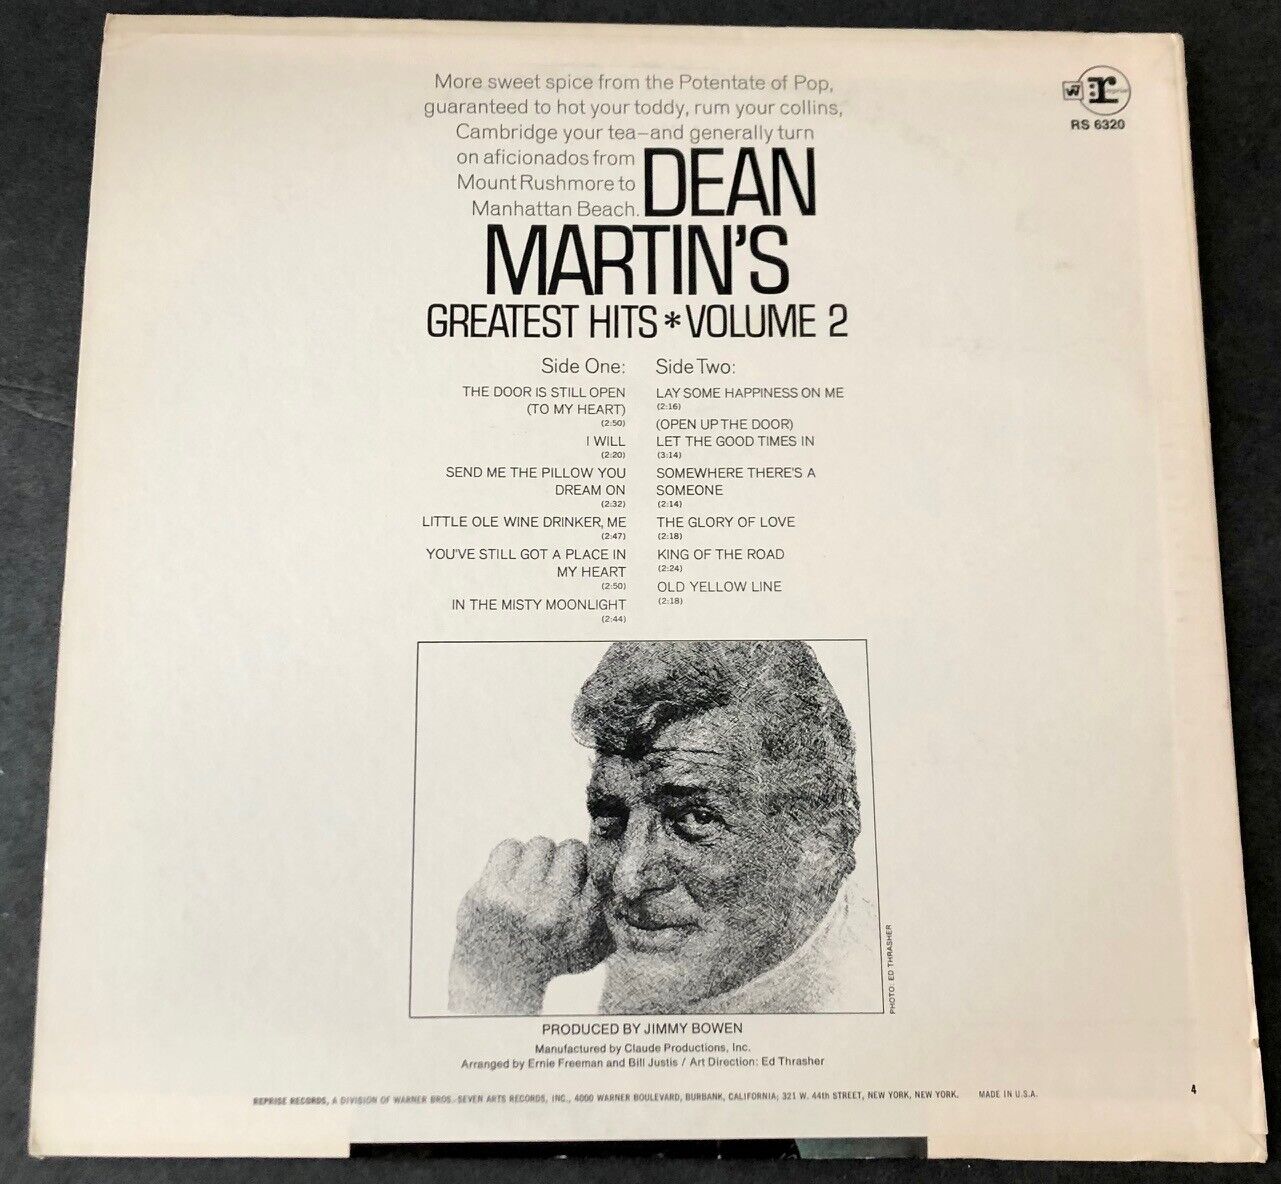 More sweet spice from the Potentate of Pop,
guaranteed to hot your toddy, rum your collins,
Cambridge your tea—and generally turn
on aficionados from
Mount Rushmore to
Manhattan Beach. DEAN
MARTIN'S
GREATEST HITS * VOLUME 2
W r reprise
RS 6320
Side One:
THE DOOR IS STILL OPEN
(TO MY HEART)
(2:50)
I WILL
(2:20)
SEND ME THE PILLOW YOU
DREAM ON
(2:32)
LITTLE OLE WINE DRINKER, ME
(2:47)
YOU'VE STILL GOT A PLACE IN
MY HEART
(2:50)
IN THE MISTY MOONLIGHT
(2:44)
Side Two:
LAY SOME HAPPINESS ON ME
(2:16)
(OPEN UP THE DOOR)
LET THE GOOD TIMES IN
(3:14)
SOMEWHERE THERE'S A
SOMEONE
(2:14)
THE GLORY OF LOVE
(2:18)
KING OF THE ROAD
(2:24)
OLD YELLOW LINE
(2:18)
PHOTO: ED THRASHER
PRODUCED BY JIMMY BOWEN
Manufactured by Claude Productions, Inc.
Arranged by Ernie Freeman and Bill Justis / Art Direction: Ed Thrasher
REPRISE RECORDS, A DIVISION OF WARNER BROS.-SEVEN ARTS RECORDS, INC., 4000 WARNER BOULEVARD, BURBANK, CALIFORNIA; 321 W. 44th STREET, NEW YORK, NEW YORK. MADE IN U.S.A.
4